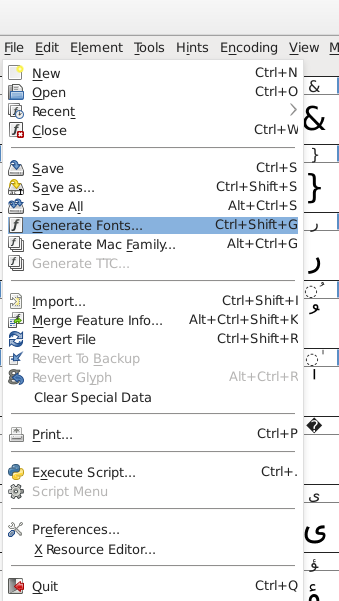 File Edit Element Tools Hints Encoding View M
New Ctrl+N
Open Ctrl+O
Recent
Close Ctrl+W
Save Ctrl+S
Save as... Ctrl+Shift+S
Save All Alt+Ctrl+S
Generate Fonts... Ctrl+Shift+G
Generate Mac Family... Alt+Ctrl+G
Generate TTC...
Import... Ctrl+Shift+I
Merge Feature Info... Alt+Ctrl+Shift+K
Revert File Ctrl+Shift+R
Revert To Backup
Revert Glyph Alt+Ctrl+R
Clear Special Data
Print... Ctrl+P
Execute Script... Ctrl+.
Script Menu
Preferences...
X Resource Editor...
Quit Ctrl+Q
&
&
}
}
ر
ر
ى
ى
ؤ